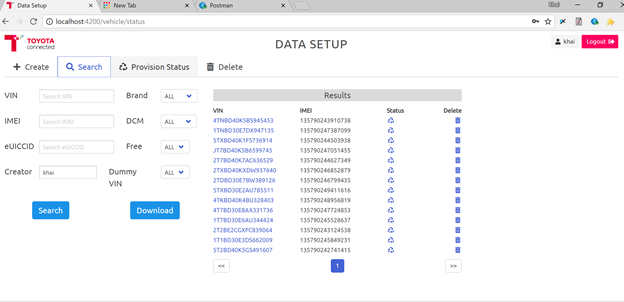 Data Setup
New Tab
Postman
Khai
localhost:4200/vehicle/status
TOYOTA
connected
DATA SETUP
khai
Logout
Create
Search
Provision Status
Delete
VIN
Search VIN
Brand
ALL
IMEI
Search IMEI
DCM
ALL
eUICCID
Search eUICCID
Free
ALL
Creator
khai
Dummy
VIN
ALL
Search
Download
Results
VIN IMEI Status Delete
4TNBD40K5BS945453 135790243910738
1TNBD30E7DX947135 135790247387099
5TXBD40K1FS736914 135790244503938
JT7BD40K5B6599745 135790247051455
2T7BD40K7AC636529 135790244627349
2TXBD40KXDW937640 135790246852879
2TDBD30E7BW389126 135790246799435
5TXBD30E2AU785511 135790249411616
4TKBD40K4BU328403 135790248956819
4T7BD30E8AX331736 135790247724853
1T7BD30E6AU344424 135790245528637
2T2BE2CGXFC839064 135790243124538
1T1BD30E3DS662009 135790245849231
5T2BD40K5GS491607 135790242741415
<<
1
>>